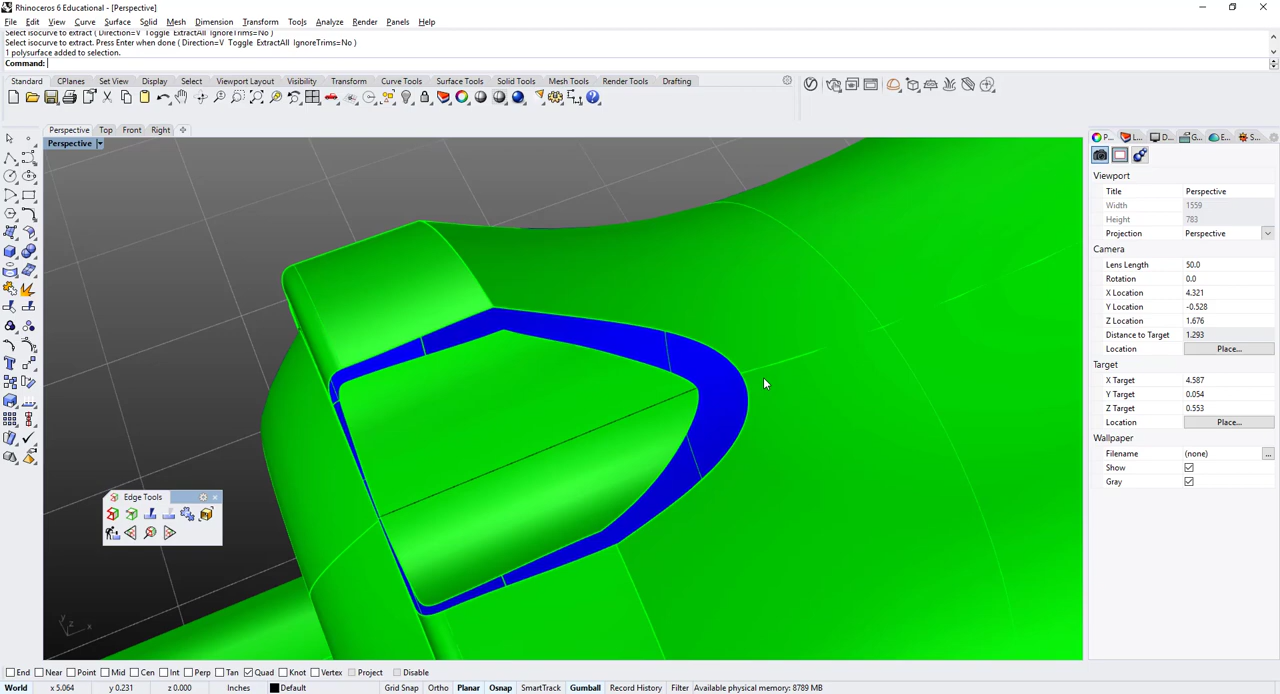 Rhinoceros 6 Educational - [Perspective]
File Edit View Curve Surface Solid Mesh Dimension Transform Tools Analyze Render Panels Help
Select isocurve to extract ( Direction=V Toggle ExtractAll IgnoreTrims=No )
Select isocurve to extract. Press Enter when done ( Direction=V Toggle ExtractAll IgnoreTrims=No )
1 polysurface added to selection.
Command:
Standard CPlanes Set View Display Select Viewport Layout Visibility Transform Curve Tools Surface Tools Solid Tools Mesh Tools Render Tools Drafting
Perspective Top Front Right
P... L... D... G... E... S...
Perspective
Viewport
Title Perspective
Width 1559
Height 783
Projection Perspective
Camera
Lens Length 50.0
Rotation 0.0
X Location 4.321
Y Location -0.528
Z Location 1.676
Distance to Target 1.293
Location Place...
Target
X Target 4.587
Y Target 0.054
Z Target 0.553
Location Place...
Wallpaper
Filename (none) ...
Show
Gray
Edge Tools
z y x
End Near Point Mid Cen Int Perp Tan Quad Knot Vertex Project Disable
World x 5.064 y 0.231 z 0.000 Inches Default Grid Snap Ortho Planar Osnap SmartTrack Gumball Record History Filter Available physical memory: 8789 MB